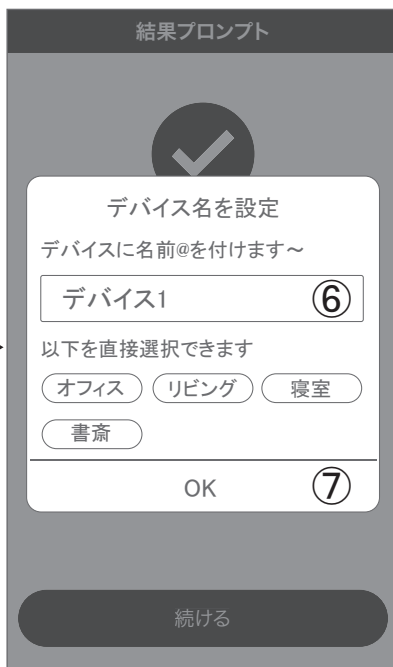 結果プロンプト
デバイス名を設定
デバイスに名前@を付けます～
デバイス1 ⑥
以下を直接選択できます
オフィス リビング 寝室
書斎
OK ⑦
続ける